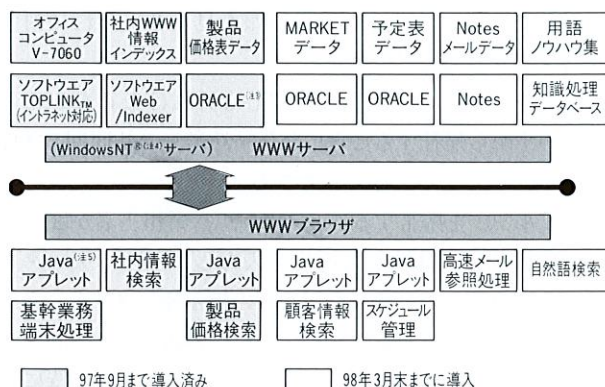 オフィス
コンピュータ
V-7060
社内WWW
情報
インデックス
製品
価格表データ
MARKET
データ
予定表
データ
Notes
メールデータ
用語
ノウハウ集
ソフトウエア
TOPLINKTM
(イントラネット対応)
ソフトウエア
Web
/Indexer
ORACLE(注3)
ORACLE
ORACLE
Notes
知識処理
データベース
(WindowsNT®(注4)サーバ) WWWサーバ
WWWブラウザ
Java(注5)
アプレット
社内情報
検索
Java
アプレット
Java
アプレット
Java
アプレット
高速メール
参照処理
自然語検索
基幹業務
端末処理
製品
価格検索
顧客情報
検索
スケジュール
管理
97年9月まで導入済み
98年3月末までに導入